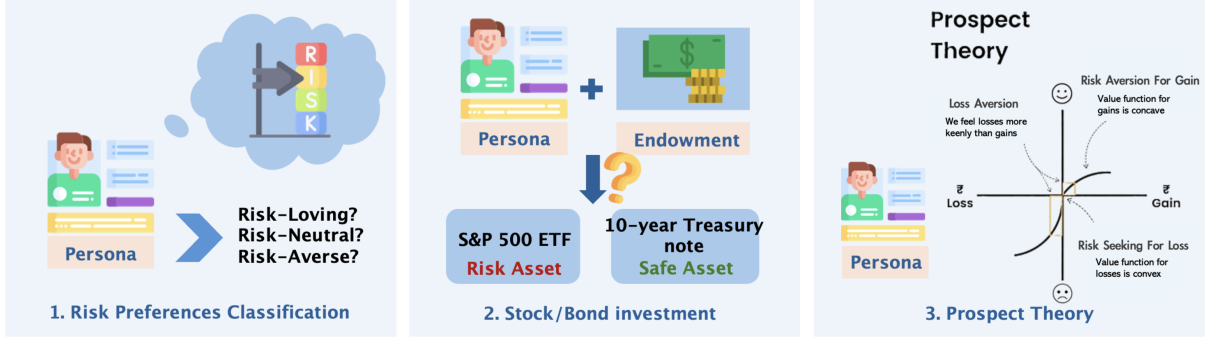 R
I
S
K
Persona
Risk-Loving?
Risk-Neutral?
Risk-Averse?
1. Risk Preferences Classification
Persona
Endowment
S&P 500 ETF
Risk Asset
10-year Treasury
note
Safe Asset
2. Stock/Bond investment
Prospect
Theory
Risk Aversion For Gain
Value function for
gains is concave
Loss Aversion
We feel losses more
keenly than gains
₹
Loss
₹
Gain
Risk Seeking For Loss
Value function for
losses is convex
Persona
3. Prospect Theory